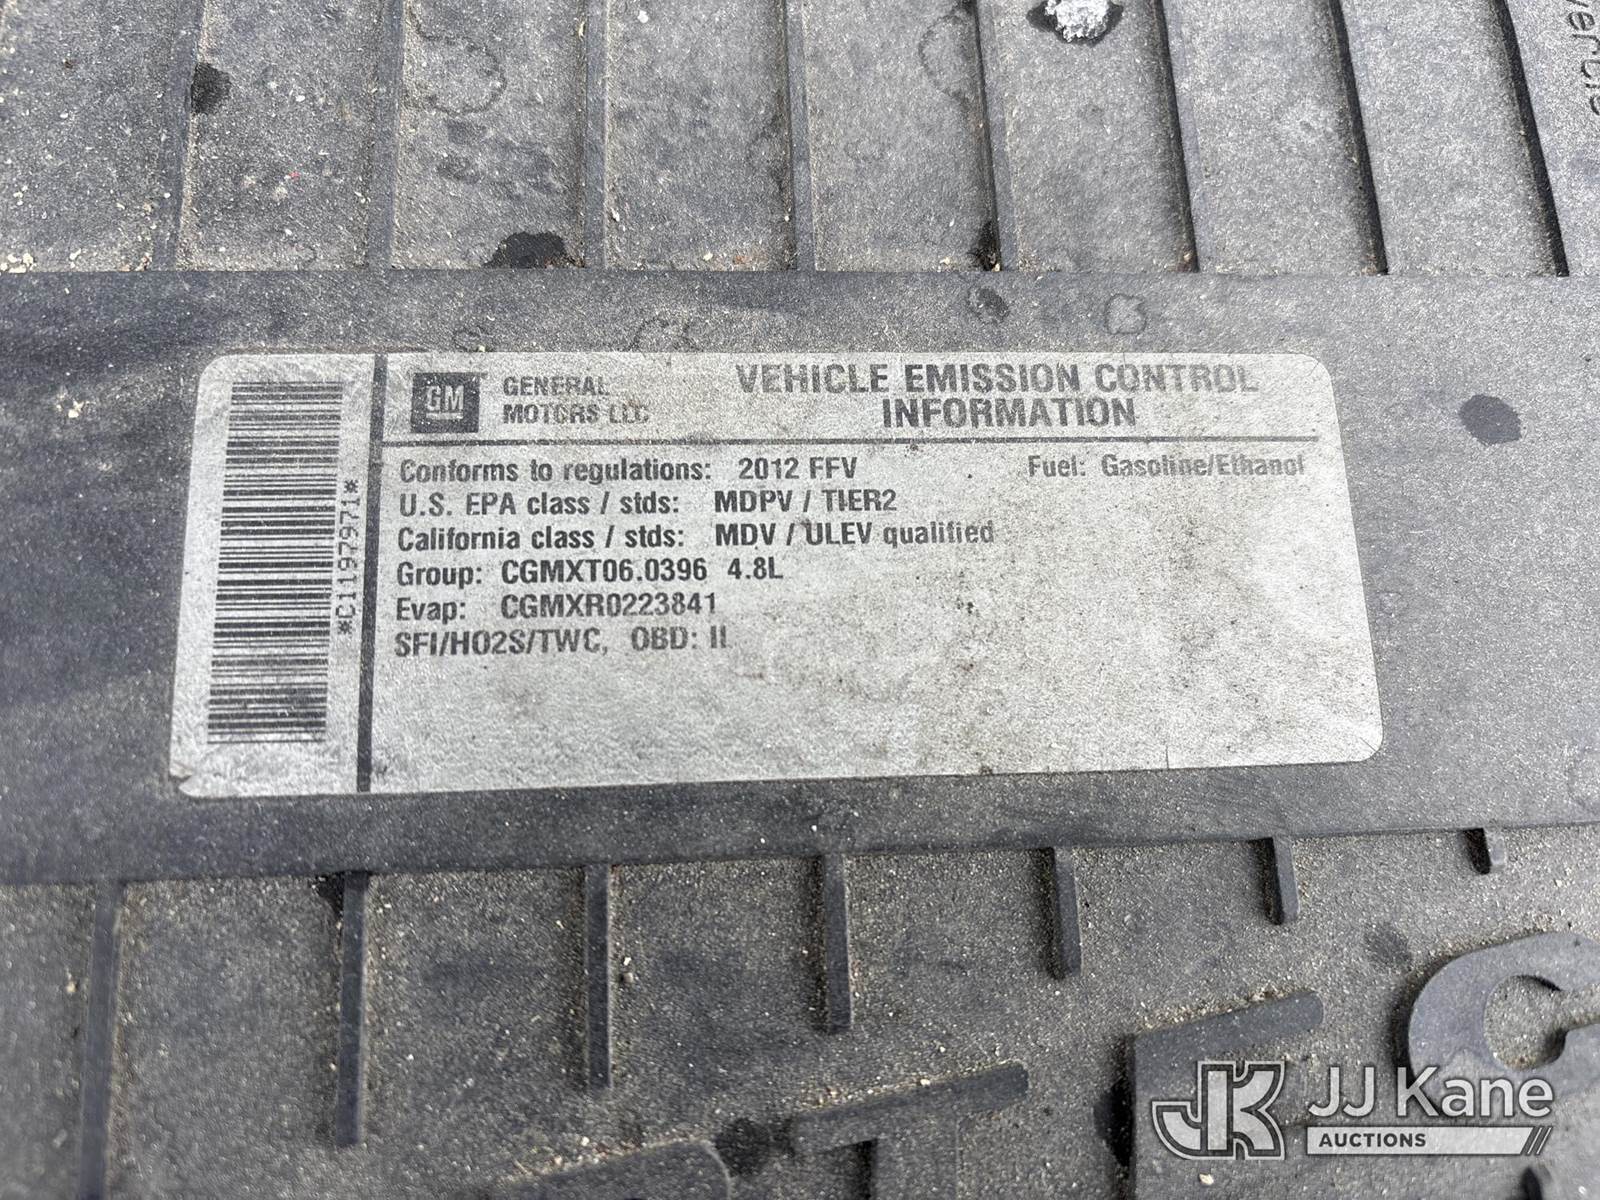 GM GENERAL MOTORS LLC
VEHICLE EMISSION CONTROL
INFORMATION
Conforms to regulations: 2012 FFV Fuel: Gasoline/Ethanol
U.S. EPA class / stds: MDPV / TIER2
California class / stds: MDV / ULEV qualified
Group: CGMXT06.0396 4.8L
Evap: CGMXR0223841
SFI/HO2S/TWC, OBD: II
*C1197971*
JK JJ Kane
AUCTIONS